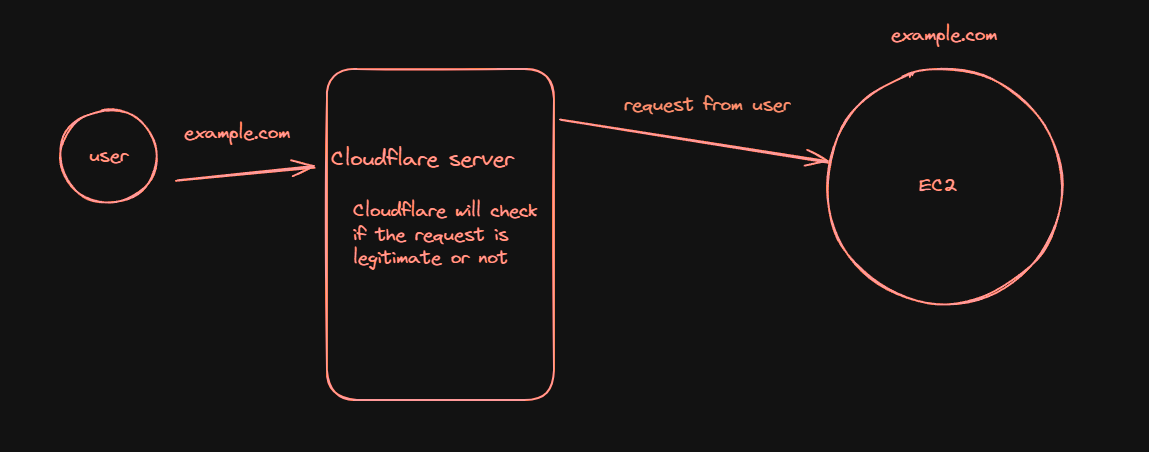 example.com
request from user
example.com
user
Cloudflare server
EC2
Cloudflare will check
if the request is
legitimate or not